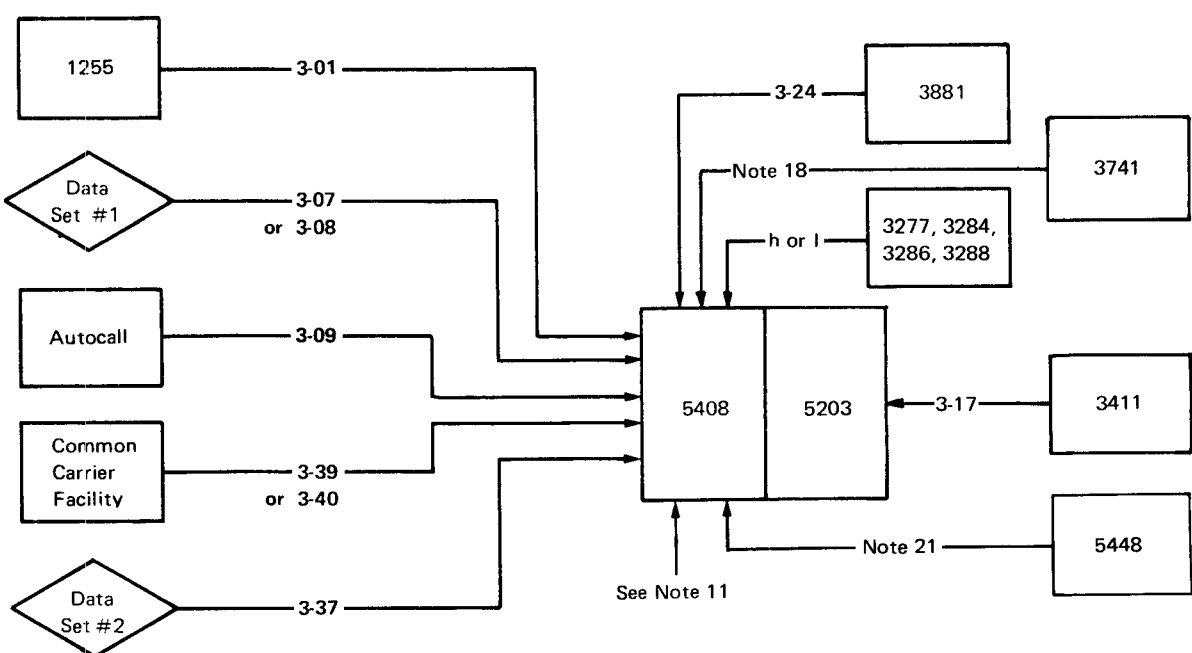 1255
3-01
Data
Set #1
3-07
or 3-08
Autocall
3-09
Common
Carrier
Facility
3-39
or 3-40
Data
Set #2
3-37
3-24
3881
Note 18
3741
h or l
3277, 3284,
3286, 3288
5408
5203
3-17
3411
Note 21
5448
See Note 11